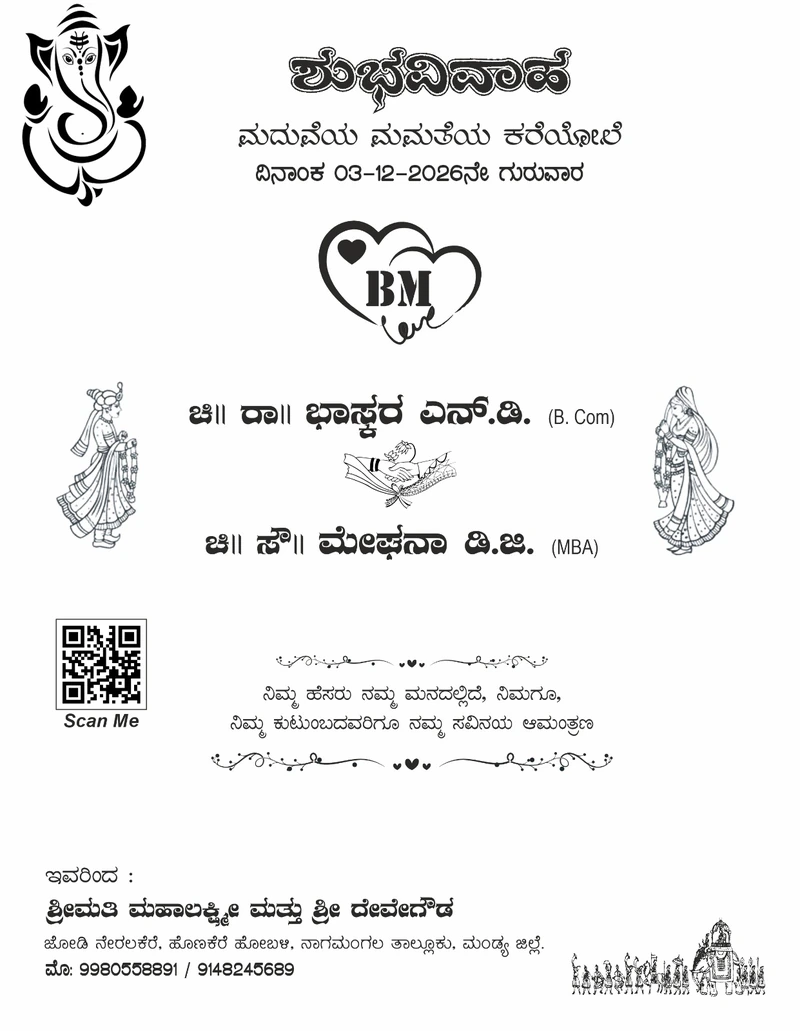 ಶುಭವಿವಾಹ
ಮದುವೆಯ ಮಮತೆಯ ಕರೆಯೋಲೆ
ದಿನಾಂಕ 03-12-2026ನೇ ಗುರುವಾರ
BM
Love
ಚಿ|| ರಾ|| ಭಾಸ್ಕರ ಎನ್.ಡಿ. (B. Com)
ಚಿ|| ಸೌ|| ಮೇಘನಾ ಡಿ.ಜಿ. (MBA)
Scan Me
ನಿಮ್ಮ ಹೆಸರು ನಮ್ಮ ಮನದಲ್ಲಿದೆ, ನಿಮಗೂ,
ನಿಮ್ಮ ಕುಟುಂಬದವರಿಗೂ ನಮ್ಮ ಸವಿನಯ ಆಮಂತ್ರಣ
ಇವರಿಂದ :
ಶ್ರೀಮತಿ ಮಹಾಲಕ್ಷ್ಮೀ ಮತ್ತು ಶ್ರೀ ದೇವೇಗೌಡ
ಜೋಡಿ ನೇರಲಕೆರೆ, ಹೊಣಕೆರೆ ಹೋಬಳಿ, ನಾಗಮಂಗಲ ತಾಲ್ಲೂಕು, ಮಂಡ್ಯ ಜಿಲ್ಲೆ.
ಮೊ: 9980558891 / 9148245689